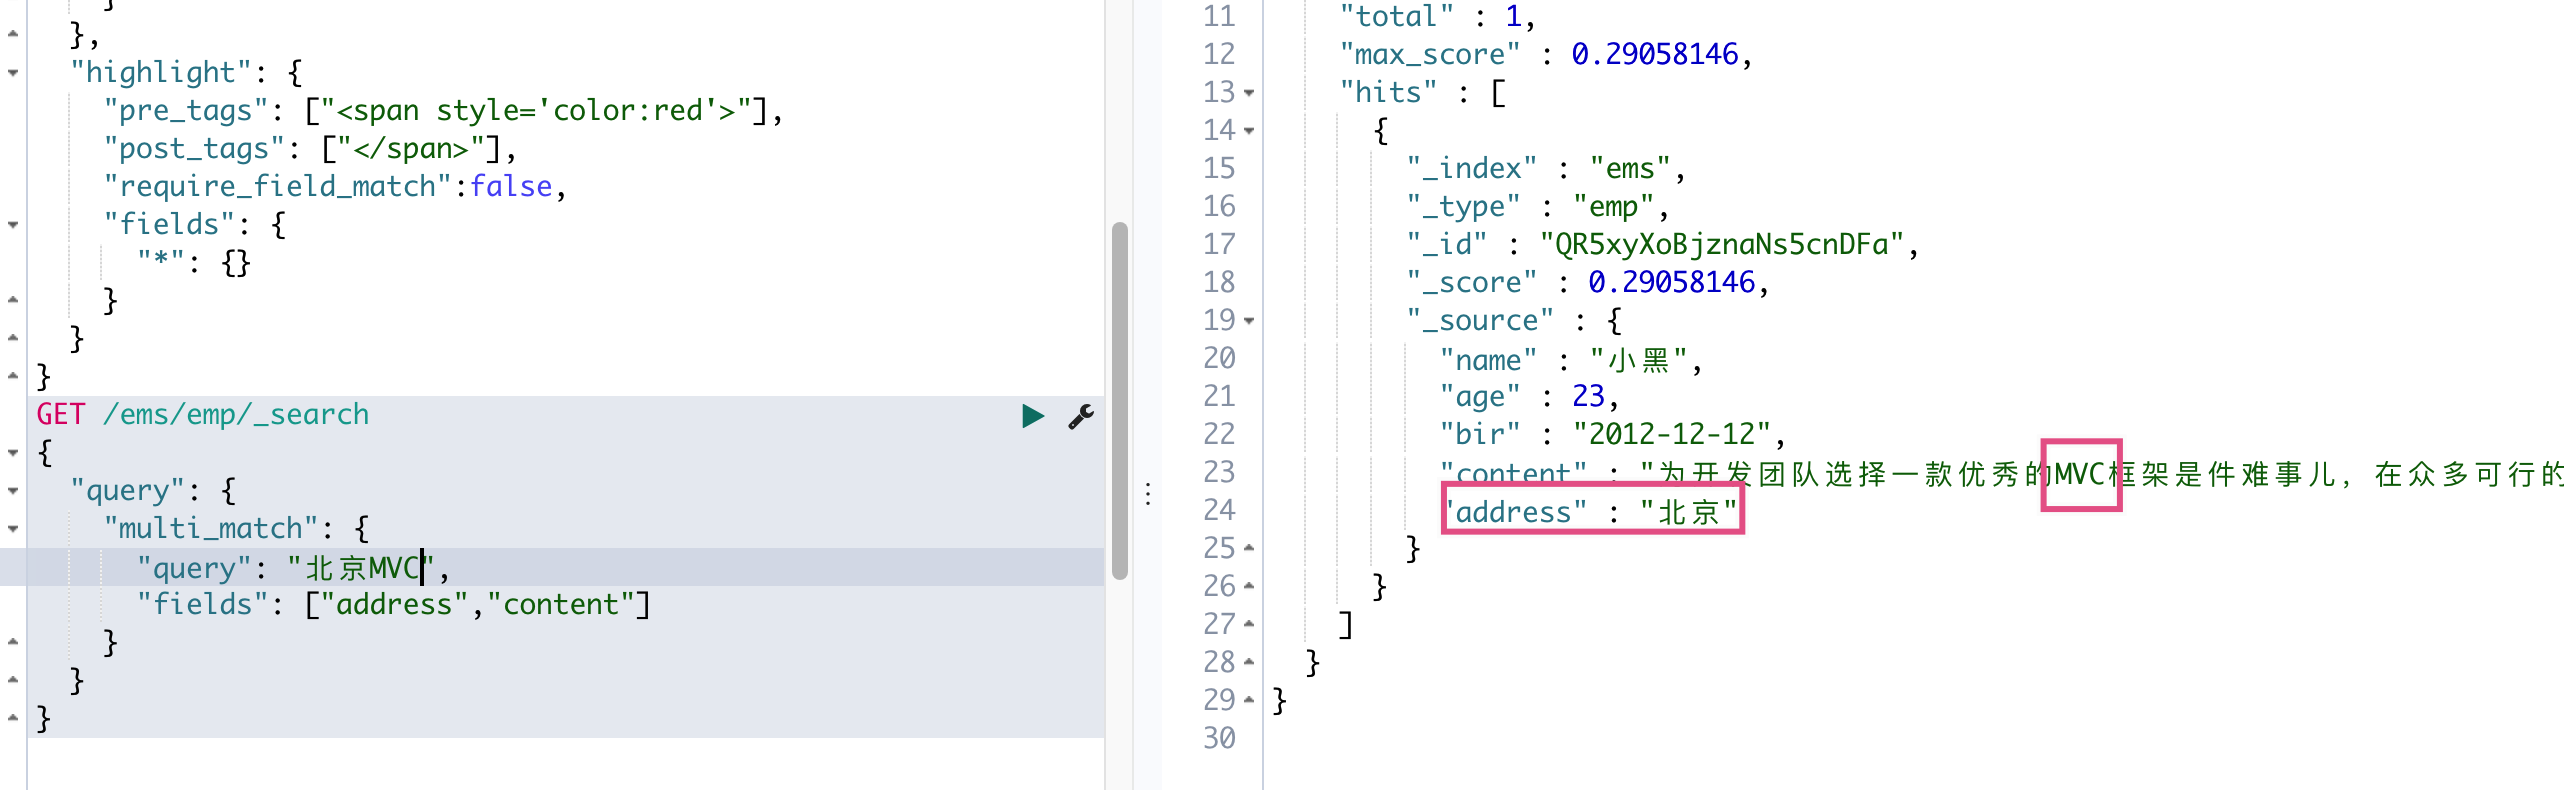 }
},
"highlight": {
"pre_tags": ["<span style='color:red'>"],
"post_tags": ["</span>"],
"require_field_match":false,
"fields": {
"*": {}
}
}
}
GET /ems/emp/_search
{
"query": {
"multi_match": {
"query": "北京MVC",
"fields": ["address","content"]
}
}
}
11 "total" : 1,
12 "max_score" : 0.29058146,
13 "hits" : [
14 {
15 "_index" : "ems",
16 "_type" : "emp",
17 "_id" : "QR5xyXoBjznaNs5cnDFa",
18 "_score" : 0.29058146,
19 "_source" : {
20 "name" : "小黑",
21 "age" : 23,
22 "bir" : "2012-12-12",
23 "content" : "为开发团队选择一款优秀的MVC框架是件难事儿，在众多可行的
24 "address" : "北京"
25 }
26 }
27 ]
28 }
29 }
30